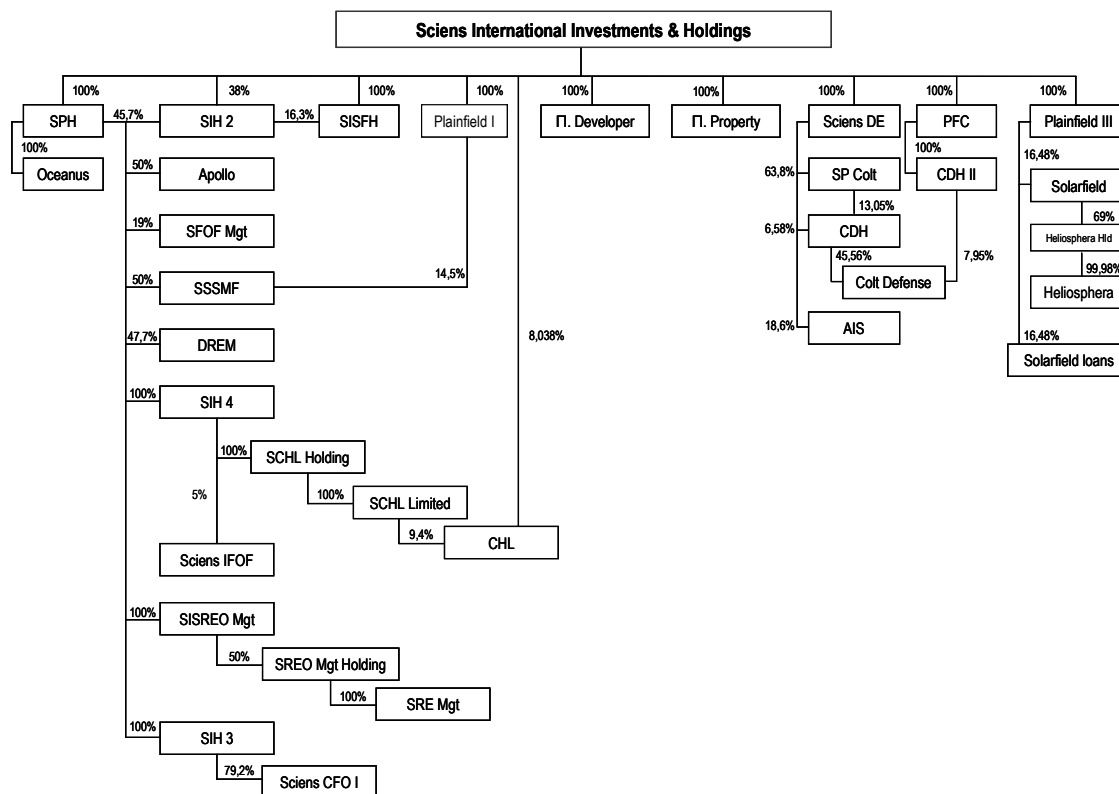 Sciens International Investments & Holdings
100% 38% 100% 100% 100% 100% 100% 100% 100%
SPH 45,7% SIH 2 16,3% SISFH Plainfield I Π. Developer Π. Property Sciens DE PFC Plainfield III
100% 100% 16,48%
Oceanus 50% Apollo 63,8% SP Colt CDH II Solarfield
13,05% 69%
19% SFOF Mgt 6,58% CDH Heliosphera Hld
45,56% 7,95% 99,98%
50% SSSMF 14,5% Colt Defense Heliosphera
47,7% DREM 8,038% 18,6% AIS 16,48%
Solarfield loans
100% SIH 4
100% SCHL Holding
5% 100% SCHL Limited
9,4% CHL
Sciens IFOF
100% SISREO Mgt
50% SREO Mgt Holding
100% SRE Mgt
100% SIH 3
79,2% Sciens CFO I